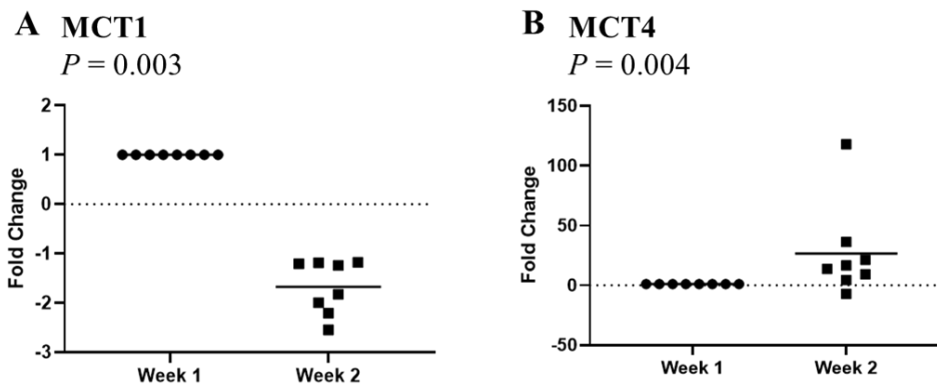 A MCT1
P = 0.003
2
1
0
-1
-2
-3
Fold Change
Week 1 Week 2
B MCT4
P = 0.004
150
100
50
0
-50
Fold Change
Week 1 Week 2